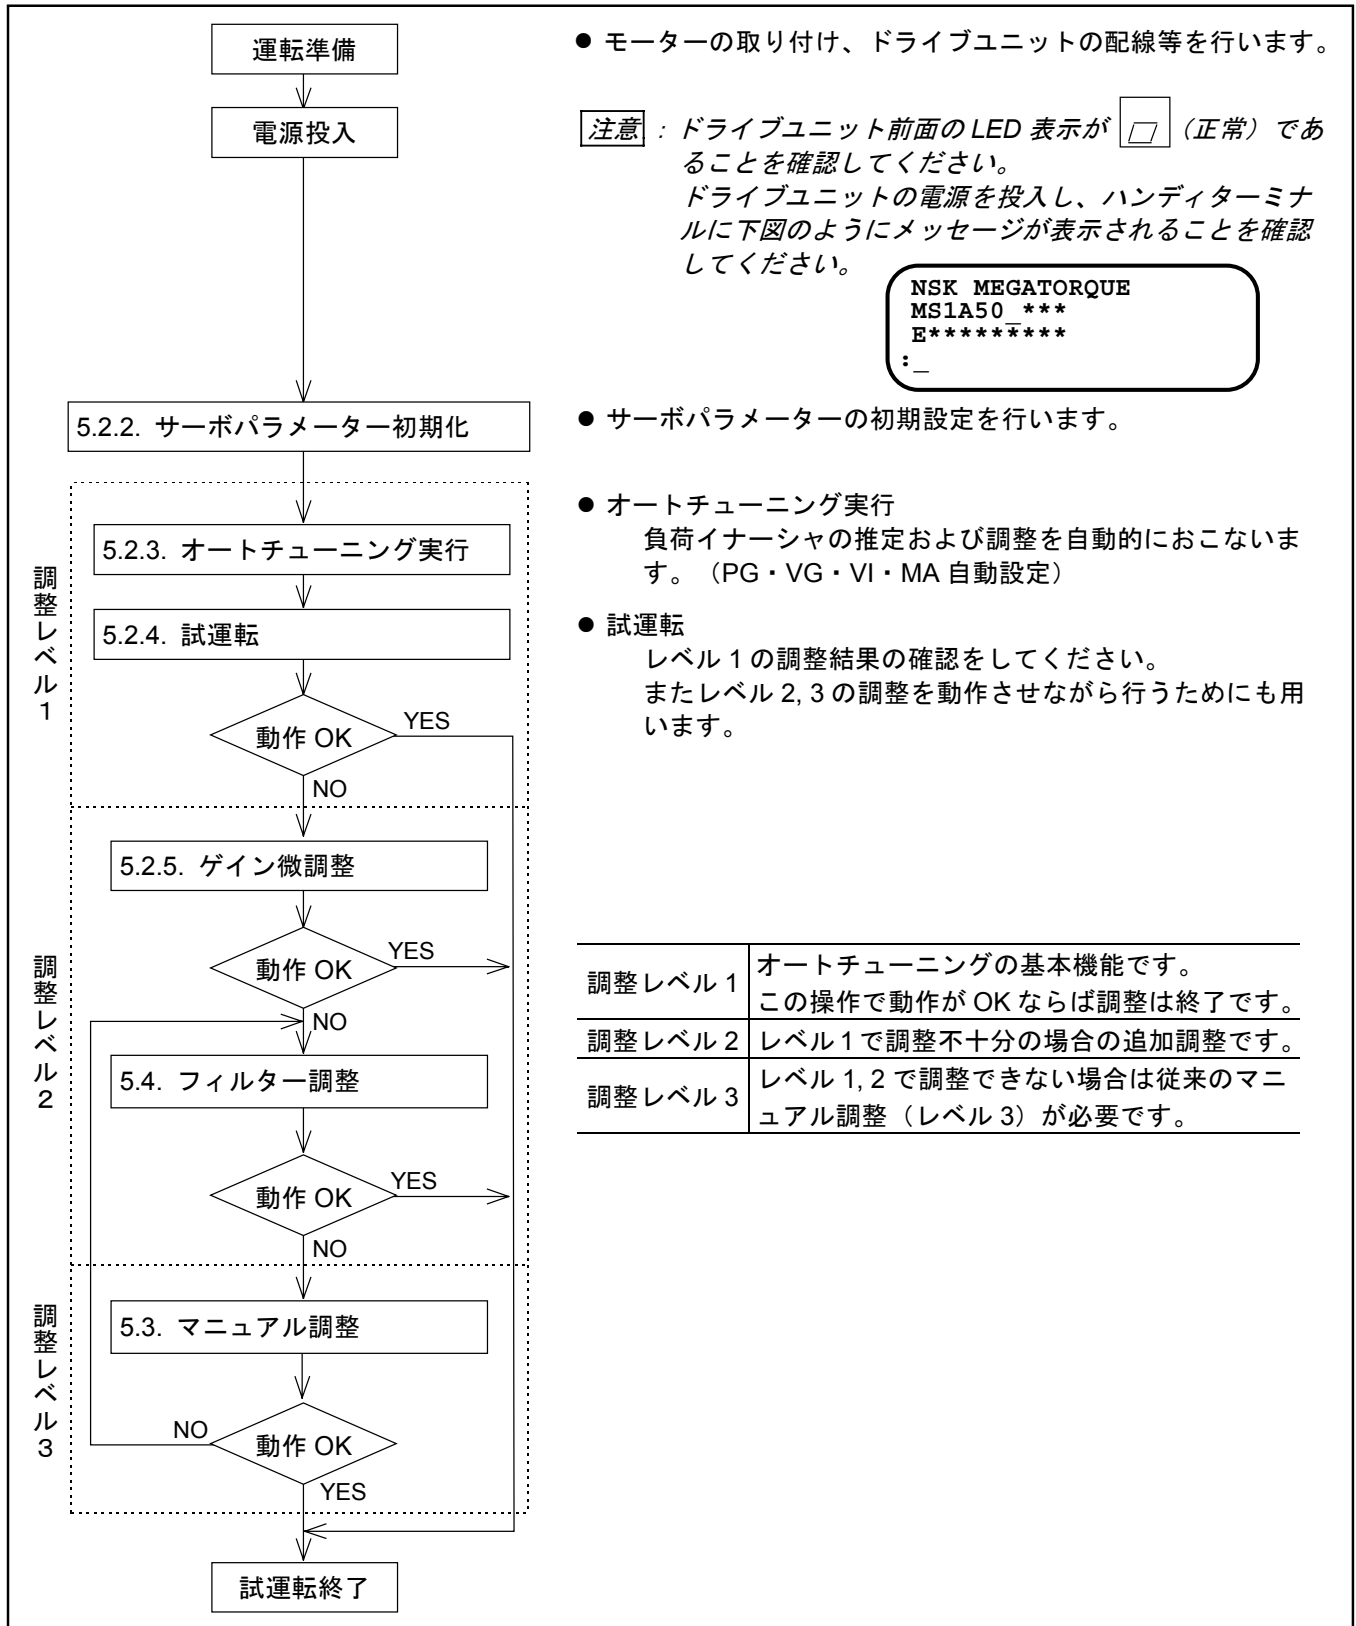 運転準備
電源投入
5.2.2. サーボパラメーター初期化
調整レベル1
5.2.3. オートチューニング実行
5.2.4. 試運転
動作 OK
YES
NO
調整レベル2
5.2.5. ゲイン微調整
動作 OK
YES
NO
5.4. フィルター調整
動作 OK
YES
NO
調整レベル3
5.3. マニュアル調整
動作 OK
NO
YES
試運転終了
● モーターの取り付け、ドライブユニットの配線等を行います。
注意 : ドライブユニット前面の LED 表示が （正常）であ
ることを確認してください。
ドライブユニットの電源を投入し、ハンディターミナ
ルに下図のようにメッセージが表示されることを確認
してください。
NSK MEGATORQUE
MS1A50_***
E*********
:_
● サーボパラメーターの初期設定を行います。
● オートチューニング実行
負荷イナーシャの推定および調整を自動的におこないま
す。（PG・VG・VI・MA 自動設定）
● 試運転
レベル 1 の調整結果の確認をしてください。
またレベル 2, 3 の調整を動作させながら行うためにも用
います。
調整レベル 1
オートチューニングの基本機能です。
この操作で動作が OK ならば調整は終了です。
調整レベル 2
レベル 1 で調整不十分の場合の追加調整です。
調整レベル 3
レベル 1, 2 で調整できない場合は従来のマニ
ュアル調整（レベル 3）が必要です。